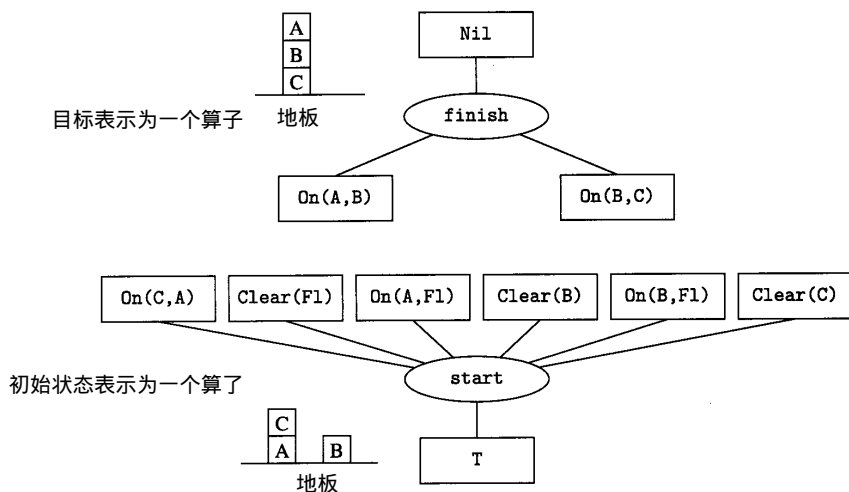 A
B
C
地板
目标表示为一个算子
Nil
finish
On(A,B)
On(B,C)
On(C,A)
Clear(Fl)
On(A,Fl)
Clear(B)
On(B,Fl)
Clear(C)
初始状态表示为一个算了
start
C
A
B
地板
T